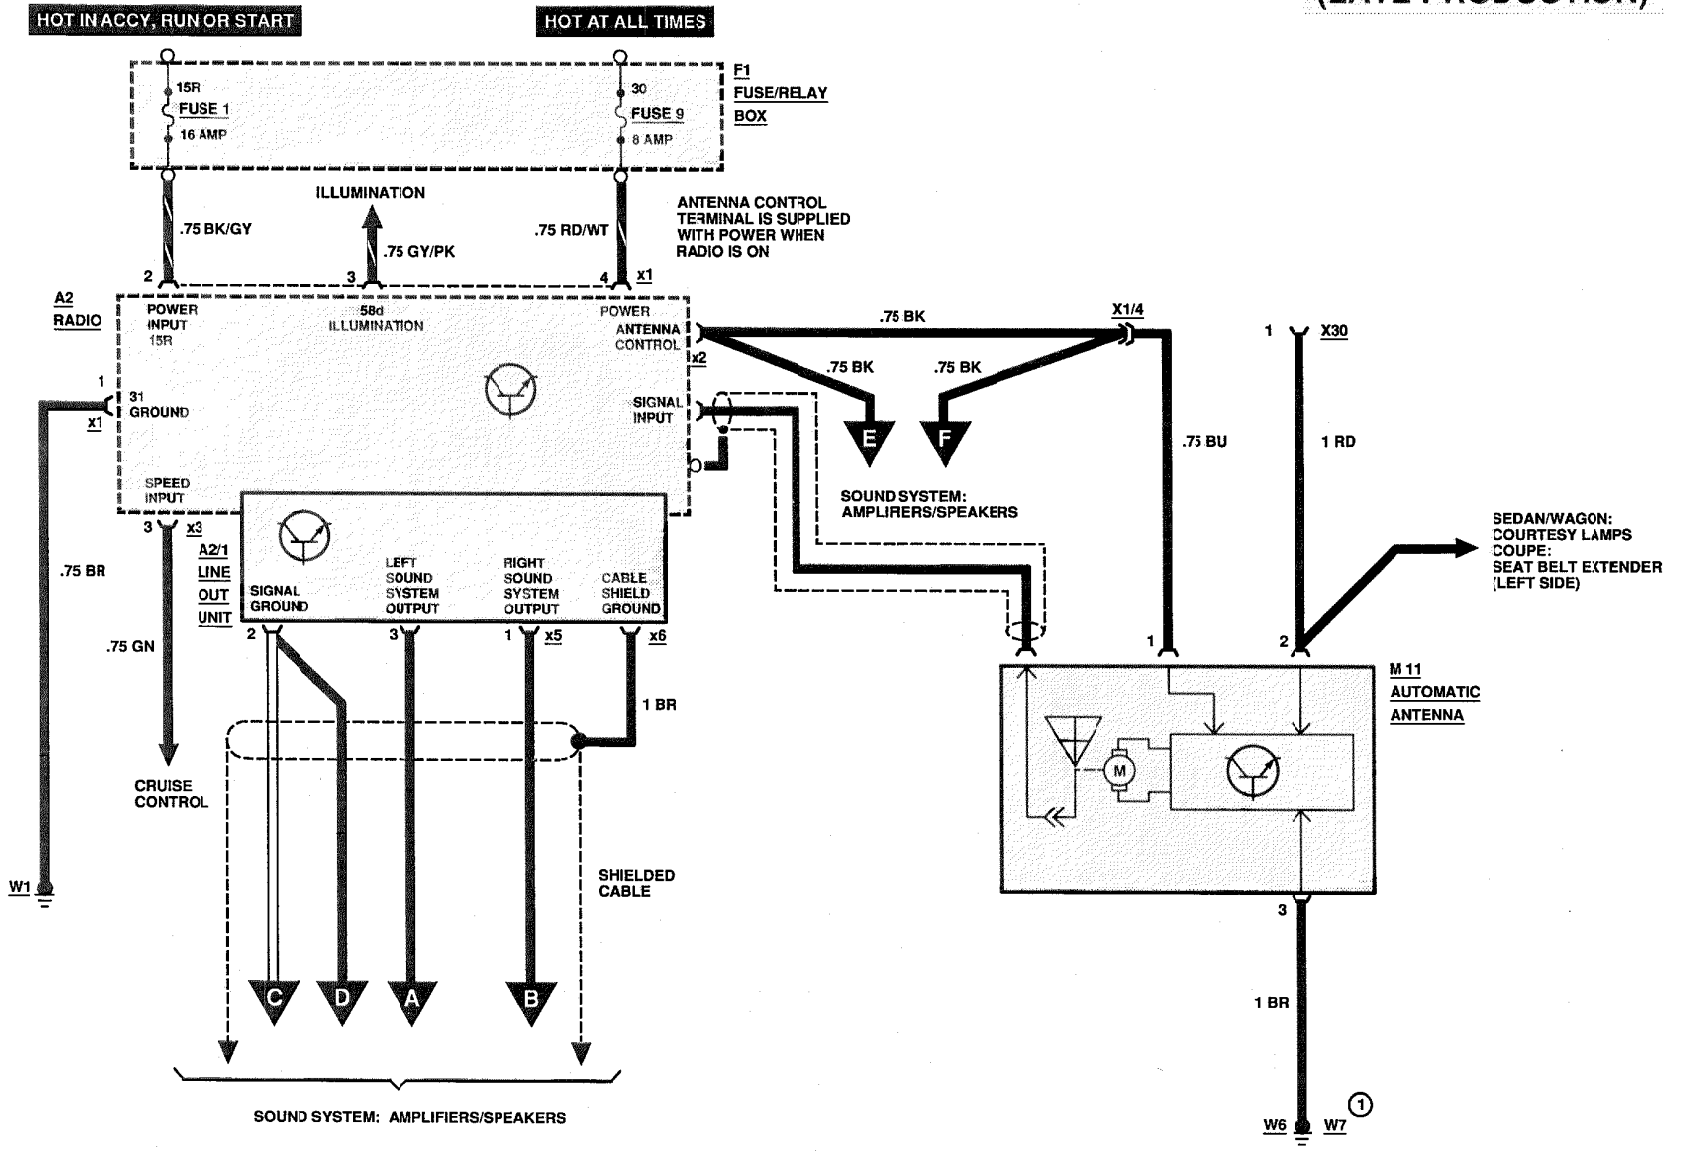 HOT IN ACCY, RUN OR START
HOT AT ALL TIMES
15R
FUSE 1
16 AMP
30
FUSE 9
8 AMP
F1
FUSE/RELAY
BOX
ILLUMINATION
.75 BK/GY
.75 GY/PK
.75 RD/WT
ANTENNA CONTROL
TERMINAL IS SUPPLIED
WITH POWER WHEN
RADIO IS ON
2
3
4
x1
A2
RADIO
POWER
INPUT
15R
58d
ILLUMINATION
POWER
ANTENNA
CONTROL
x2
.75 BK
X1/4
1
X30
.75 BK
.75 BK
1
x1
31
GROUND
SIGNAL
INPUT
E
F
.75 BU
1 RD
SPEED
INPUT
SOUND SYSTEM:
AMPLIRERS/SPEAKERS
3
x3
A2/1
LINE
OUT
UNIT
SIGNAL
GROUND
LEFT
SOUND
SYSTEM
OUTPUT
RIGHT
SOUND
SYSTEM
OUTPUT
CABLE
SHIELD
GROUND
SEDAN/WAGON:
COURTESY LAMPS
COUPE:
SEAT BELT EXTENDER
(LEFT SIDE)
.75 BR
.75 GN
2
3
1
x5
x6
1
2
1 BR
M 11
AUTOMATIC
ANTENNA
M
CRUISE
CONTROL
SHIELDED
CABLE
W1
3
C
D
A
B
1 BR
SOUND SYSTEM: AMPLIFIERS/SPEAKERS
1
W6
W7